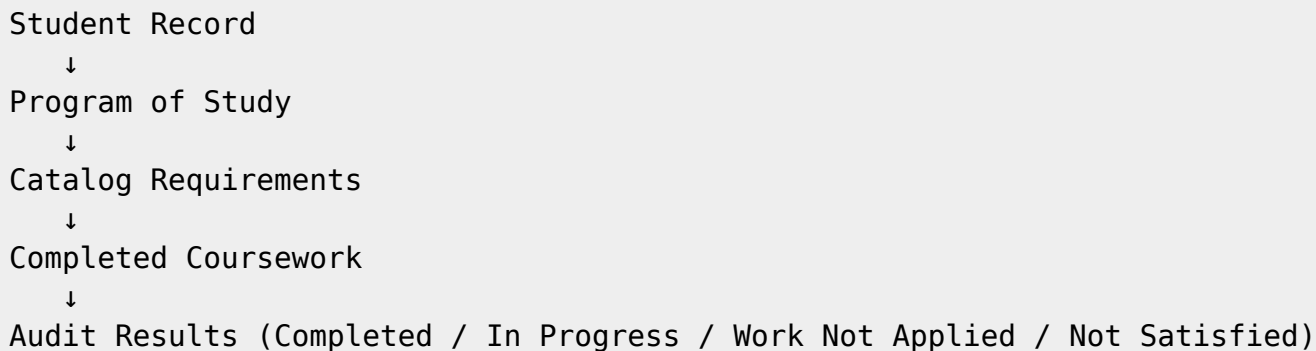 Student Record
↓
Program of Study
↓
Catalog Requirements
↓
Completed Coursework
↓
Audit Results (Completed / In Progress / Work Not Applied / Not Satisfied)